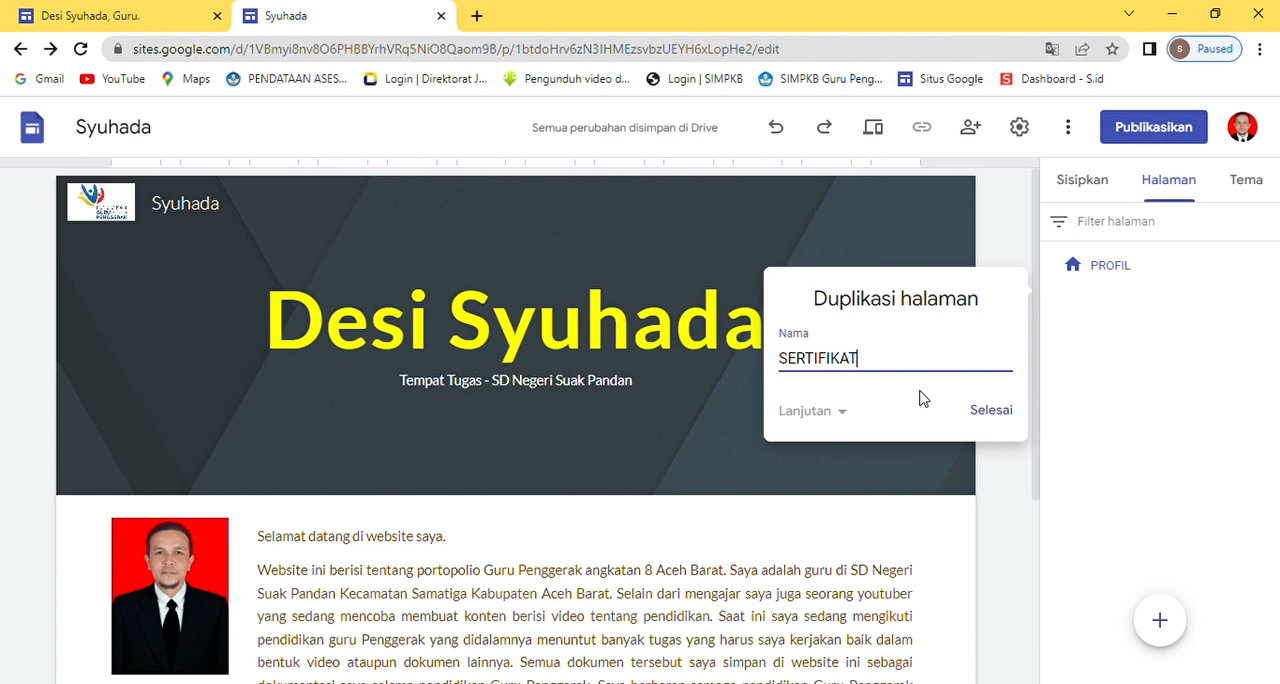 Desi Syuhada, Guru.
Syuhada
sites.google.com/d/1VBmyi8nv8O6PHBBYrhVRq5NiO8Qaom9B/p/1btdoHrv6zN3IHMEzsvbzUEYH6xLopHe2/edit
S Paused
Gmail YouTube Maps PENDATAAN ASES... Login | Direktorat J... Pengunduh video d... Login | SIMPKB SIMPKB Guru Peng... Situs Google Dashboard - S.id
Syuhada
Semua perubahan disimpan di Drive
Publikasikan
Sisipkan Halaman Tema
Filter halaman
PROFIL
Syuhada
Desi Syuhada
Tempat Tugas - SD Negeri Suak Pandan
Duplikasi halaman
Nama
SERTIFIKAT
Lanjutan
Selesai
Selamat datang di website saya.
Website ini berisi tentang portopolio Guru Penggerak angkatan 8 Aceh Barat. Saya adalah guru di SD Negeri
Suak Pandan Kecamatan Samatiga Kabupaten Aceh Barat. Selain dari mengajar saya juga seorang youtuber
yang sedang mencoba membuat konten berisi video tentang pendidikan. Saat ini saya sedang mengikuti
pendidikan guru Penggerak yang didalamnya menuntut banyak tugas yang harus saya kerjakan baik dalam
bentuk video ataupun dokumen lainnya. Semua dokumen tersebut saya simpan di website ini sebagai